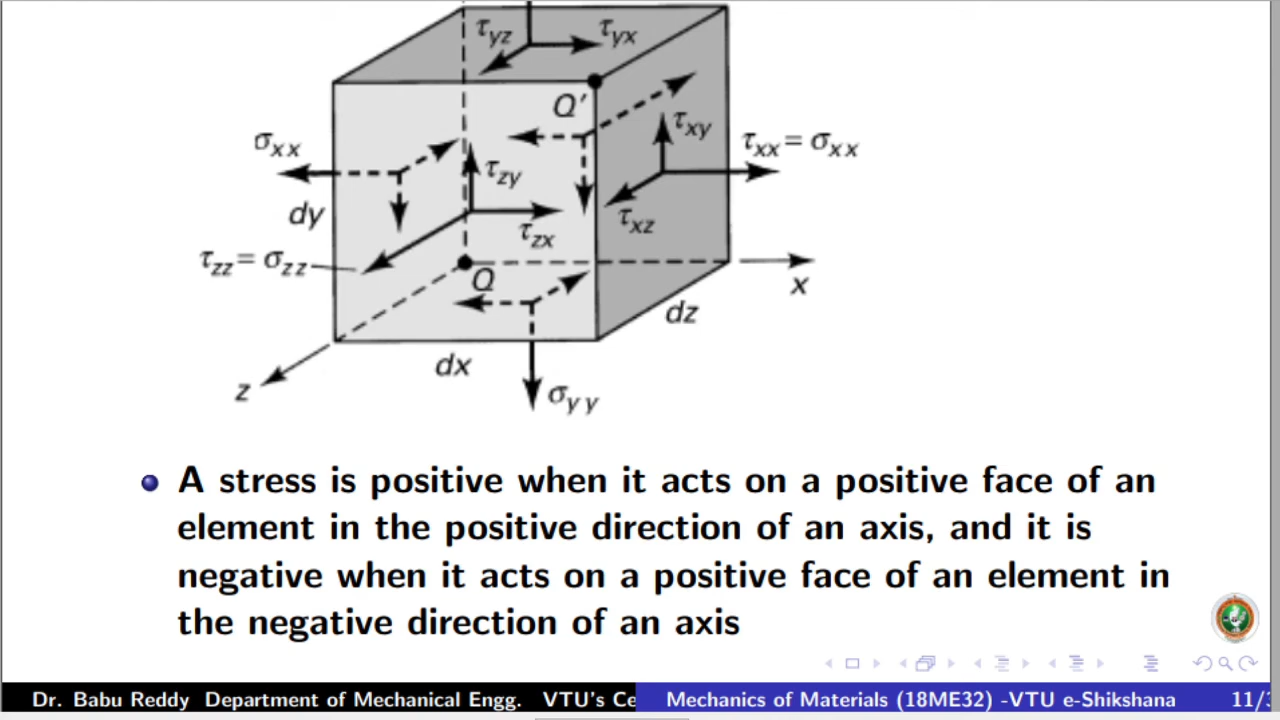 τyz τyx
Q′
σxx τxy τxx = σxx
τzy
dy τxz
τzx
τzz = σzz
Q x
dz
dx
z σyy
A stress is positive when it acts on a positive face of an
element in the positive direction of an axis, and it is
negative when it acts on a positive face of an element in
the negative direction of an axis
Dr. Babu Reddy Department of Mechanical Engg. VTU's Ce Mechanics of Materials (18ME32) -VTU e-Shikshana 11/3